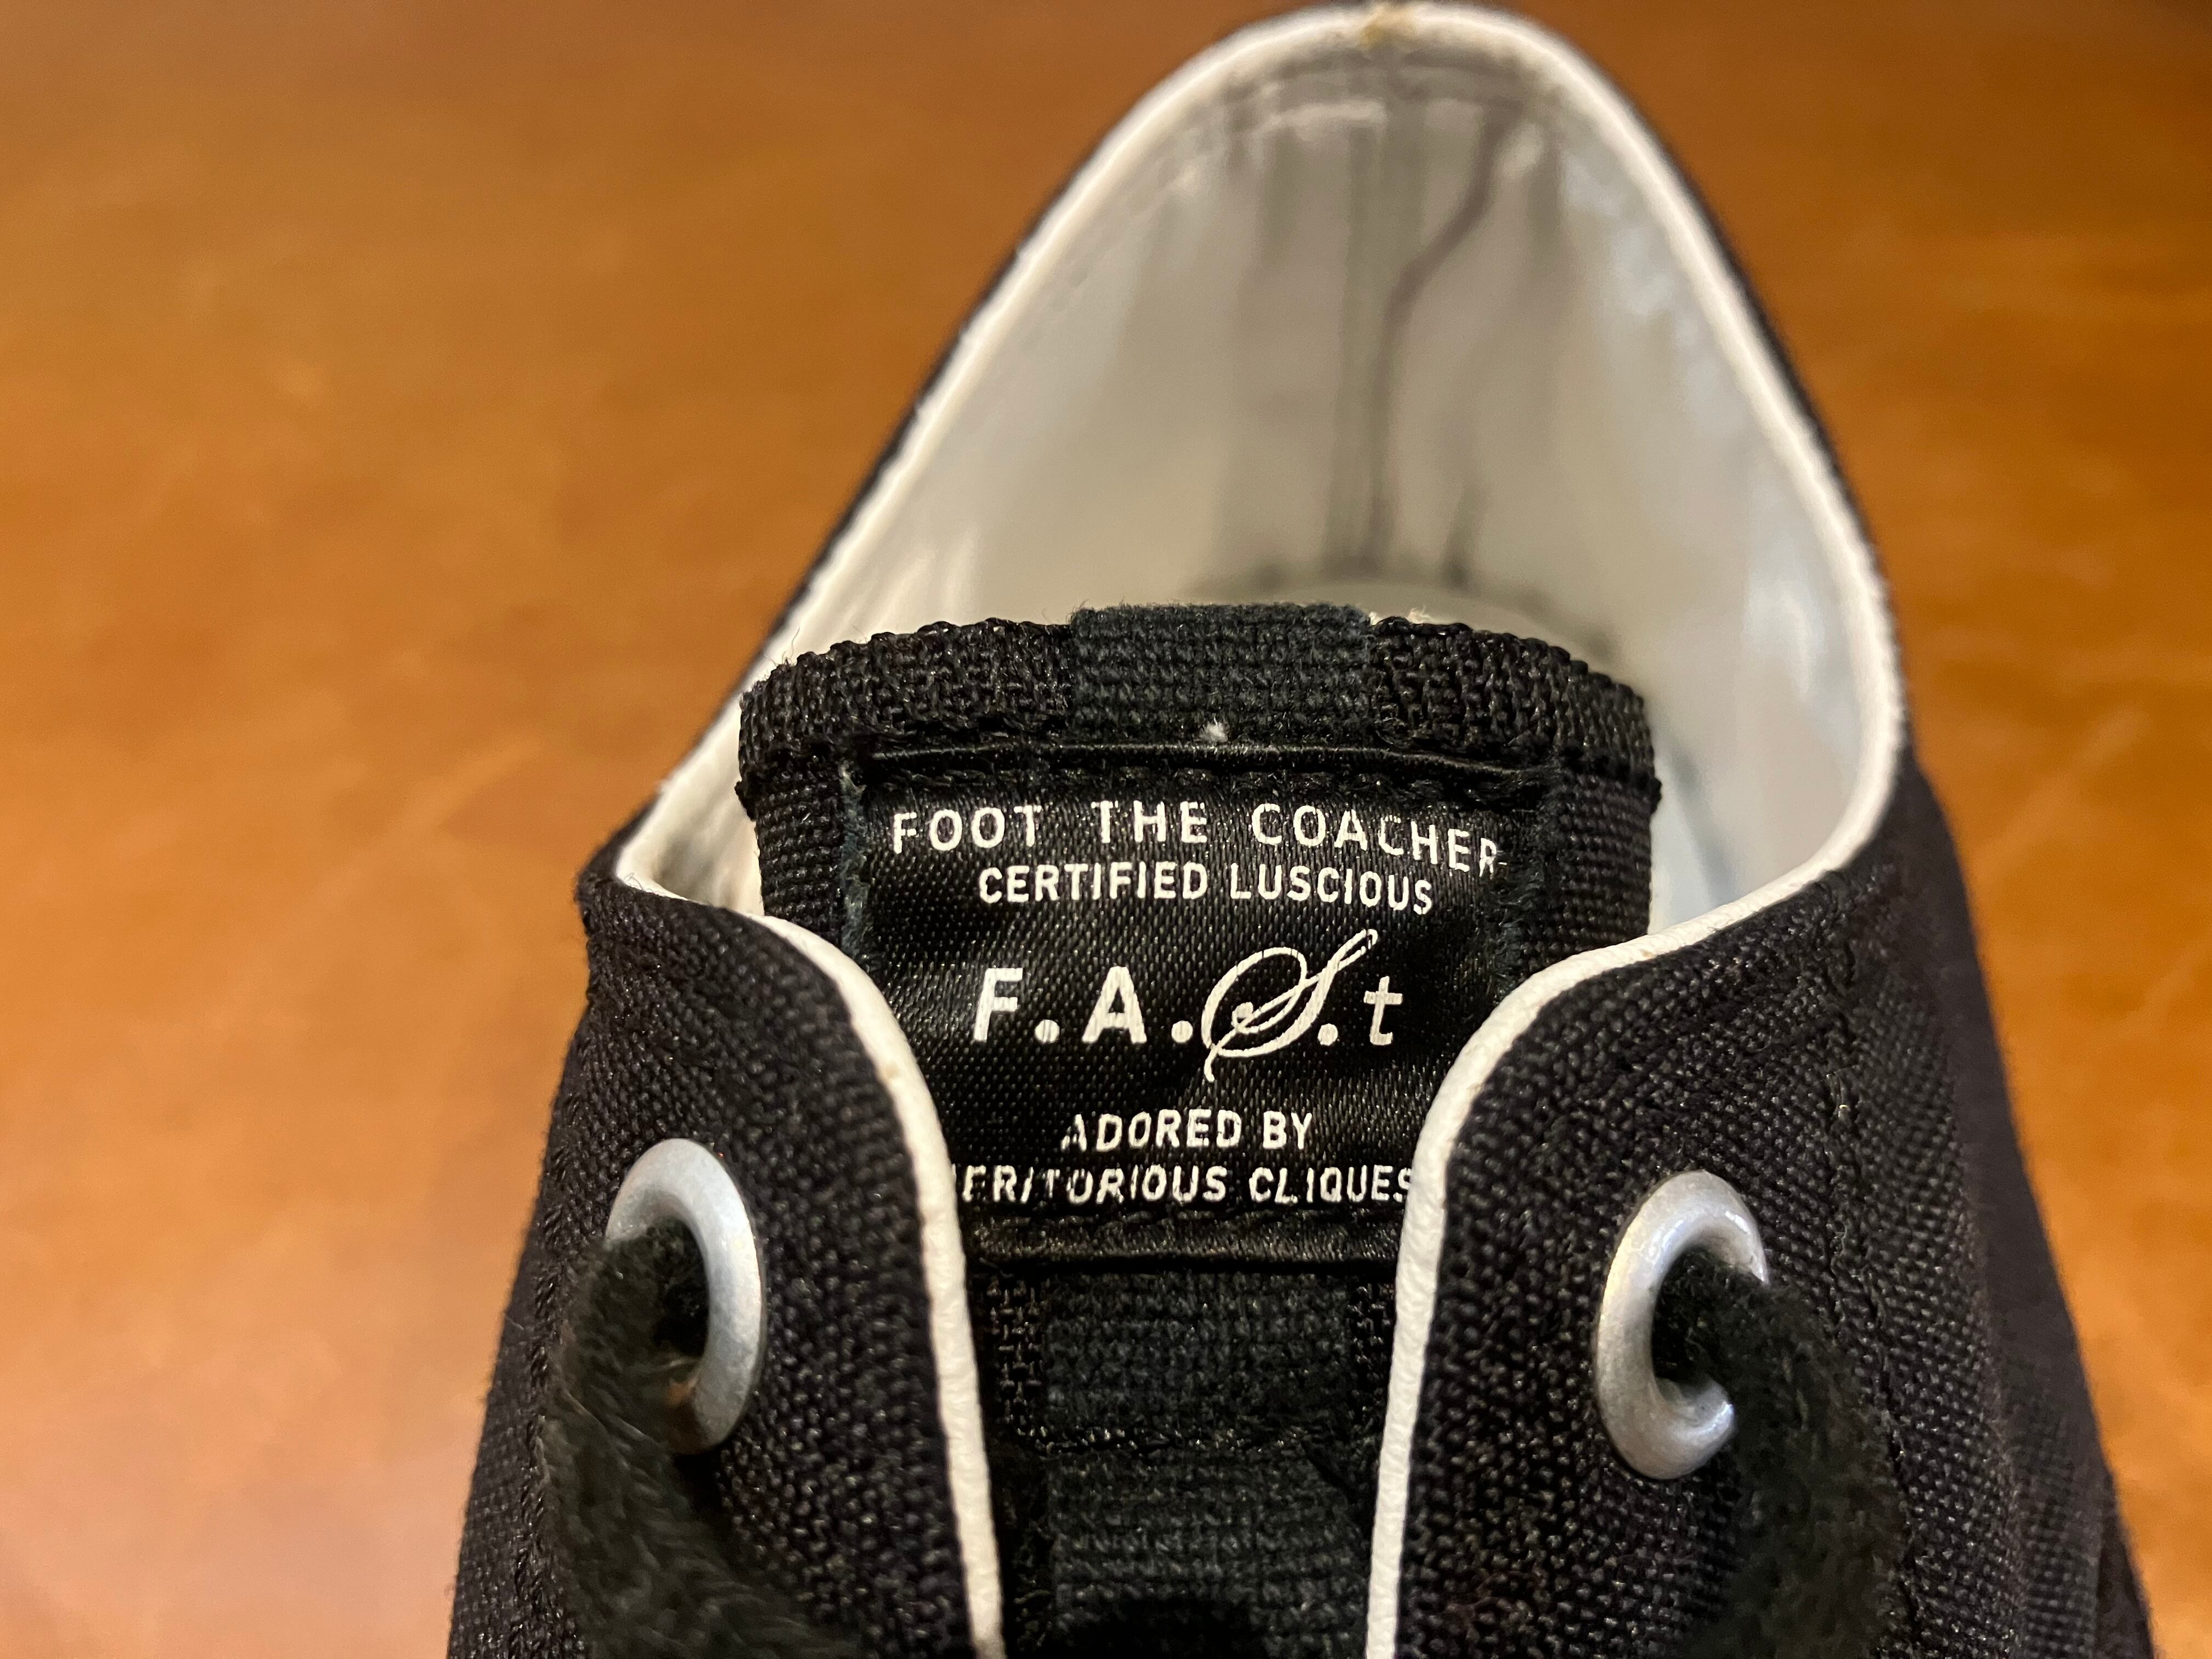 FOOT THE COACHER
CERTIFIED LUSCIOUS
F.A.S.t
ADORED BY
MERITORIOUS CLIQUES